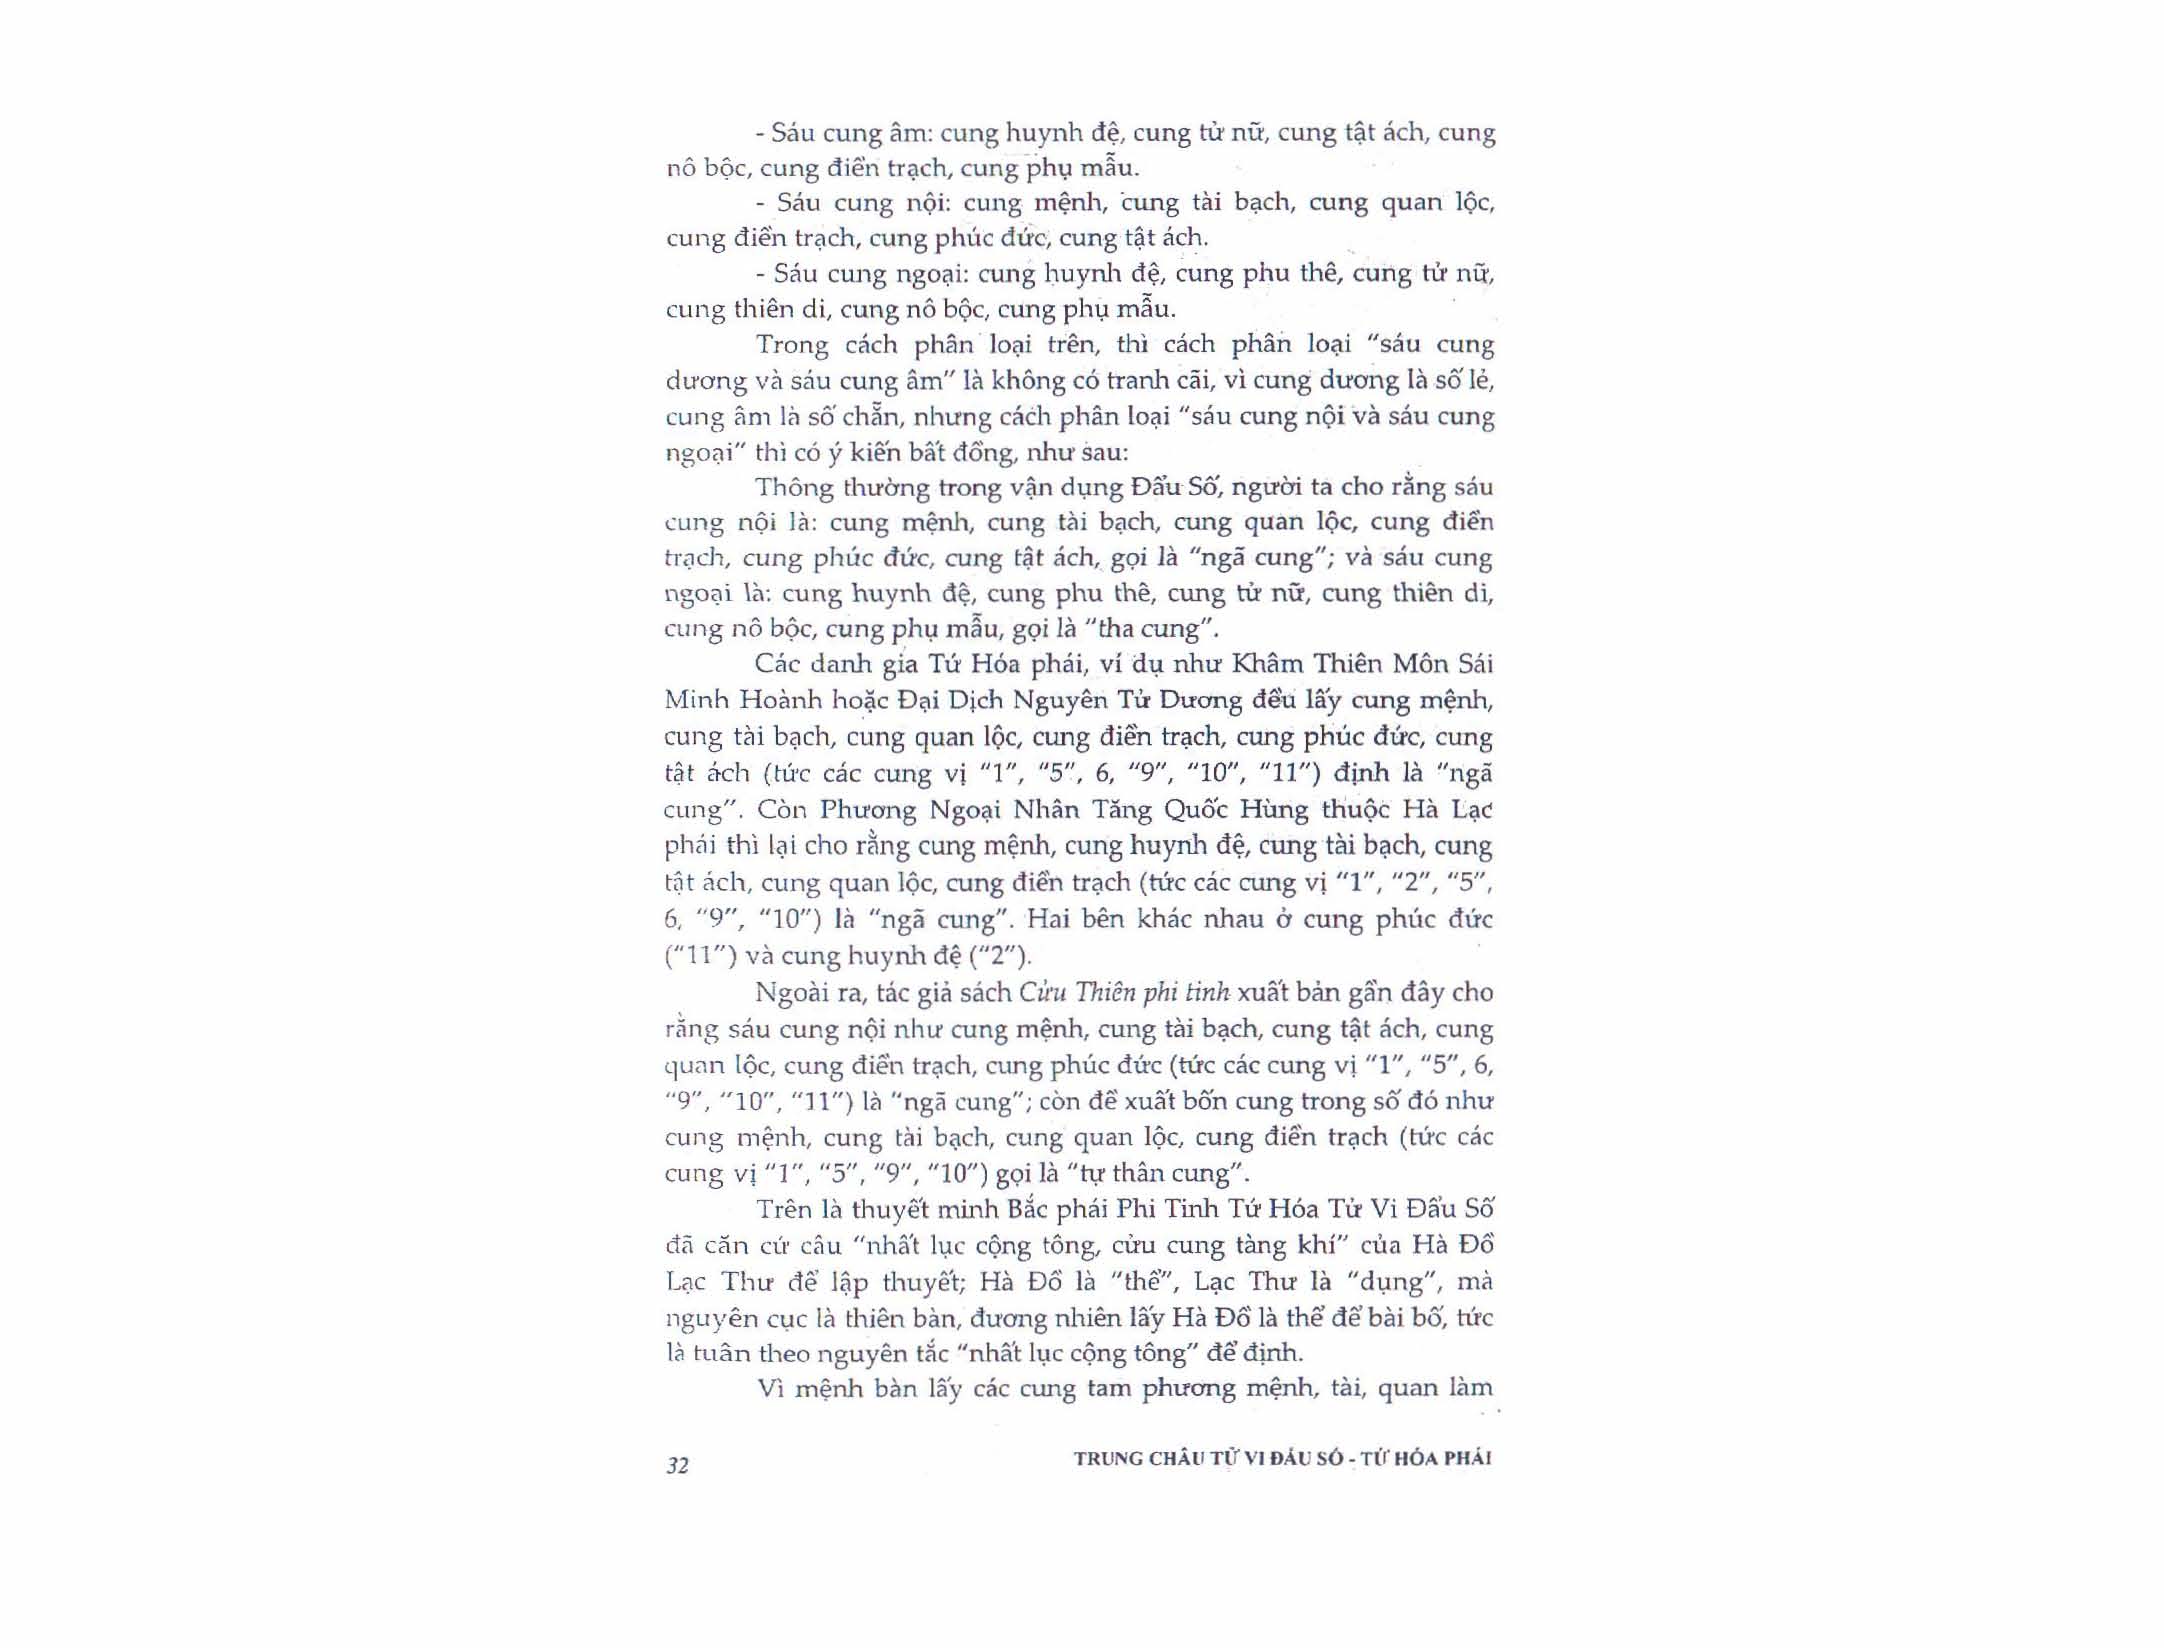 - Sáu cung âm: cung huynh đệ, cung tử nữ, cung tật ách, cung
nô bộc, cung điền trạch, cung phụ mẫu.
- Sáu cung nội: cung mệnh, cung tài bạch, cung quan lộc,
cung điền trạch, cung phúc đức, cung tật ách.
- Sáu cung ngoại: cung huynh đệ, cung phu thê, cung tử nữ,
cung thiên di, cung nô bộc, cung phụ mẫu.
Trong cách phân loại trên, thì cách phân loại "sáu cung
dương và sáu cung âm" là không có tranh cãi, vì cung dương là số lẻ,
cung âm là số chẵn, nhưng cách phân loại "sáu cung nội và sáu cung
ngoại" thì có ý kiến bất đồng, như sau:
Thông thường trong vận dụng Đẩu Số, người ta cho rằng sáu
cung nội là: cung mệnh, cung tài bạch, cung quan lộc, cung điền
trạch, cung phúc đức, cung tật ách, gọi là "ngã cung"; và sáu cung
ngoại là: cung huynh đệ, cung phu thê, cung tử nữ, cung thiên di,
cung nô bộc, cung phụ mẫu, gọi là "tha cung".
Các danh gia Tứ Hóa phái, ví dụ như Khâm Thiên Môn Sái
Minh Hoành hoặc Đại Dịch Nguyên Tử Dương đều lấy cung mệnh,
cung tài bạch, cung quan lộc, cung điền trạch, cung phúc đức, cung
tật ách (tức các cung vị "1", "5", 6, "9", "10", "11") định là "ngã
cung". Còn Phương Ngoại Nhân Tăng Quốc Hùng thuộc Hà Lạc
phái thì lại cho rằng cung mệnh, cung huynh đệ, cung tài bạch, cung
tật ách, cung quan lộc, cung điền trạch (tức các cung vị "1", "2", "5",
6, "9", "10") là "ngã cung". Hai bên khác nhau ở cung phúc đức
("11") và cung huynh đệ ("2").
Ngoài ra, tác giả sách Cửu Thiên phi tinh xuất bản gần đây cho
rằng sáu cung nội như cung mệnh, cung tài bạch, cung tật ách, cung
quan lộc, cung điền trạch, cung phúc đức (tức các cung vị "1", "5", 6,
"9", "10", "11") là "ngã cung"; còn đề xuất bốn cung trong số đó như
cung mệnh, cung tài bạch, cung quan lộc, cung điền trạch (tức các
cung vị "1", "5", "9", "10") gọi là "tự thân cung".
Trên là thuyết minh Bắc phái Phi Tinh Tứ Hóa Tử Vi Đẩu Số
đã căn cứ câu "nhất lục cộng tông, cửu cung tàng khí" của Hà Đồ
Lạc Thư để lập thuyết; Hà Đồ là "thể", Lạc Thư là "dụng", mà
nguyên cục là thiên bàn, đương nhiên lấy Hà Đồ là thể để bài bố, tức
là tuân theo nguyên tắc "nhất lục cộng tông" để định.
Vì mệnh bàn lấy các cung tam phương mệnh, tài, quan làm
32
TRUNG CHÂU TỬ VI ĐẨU SỐ - TỨ HÓA PHÁI